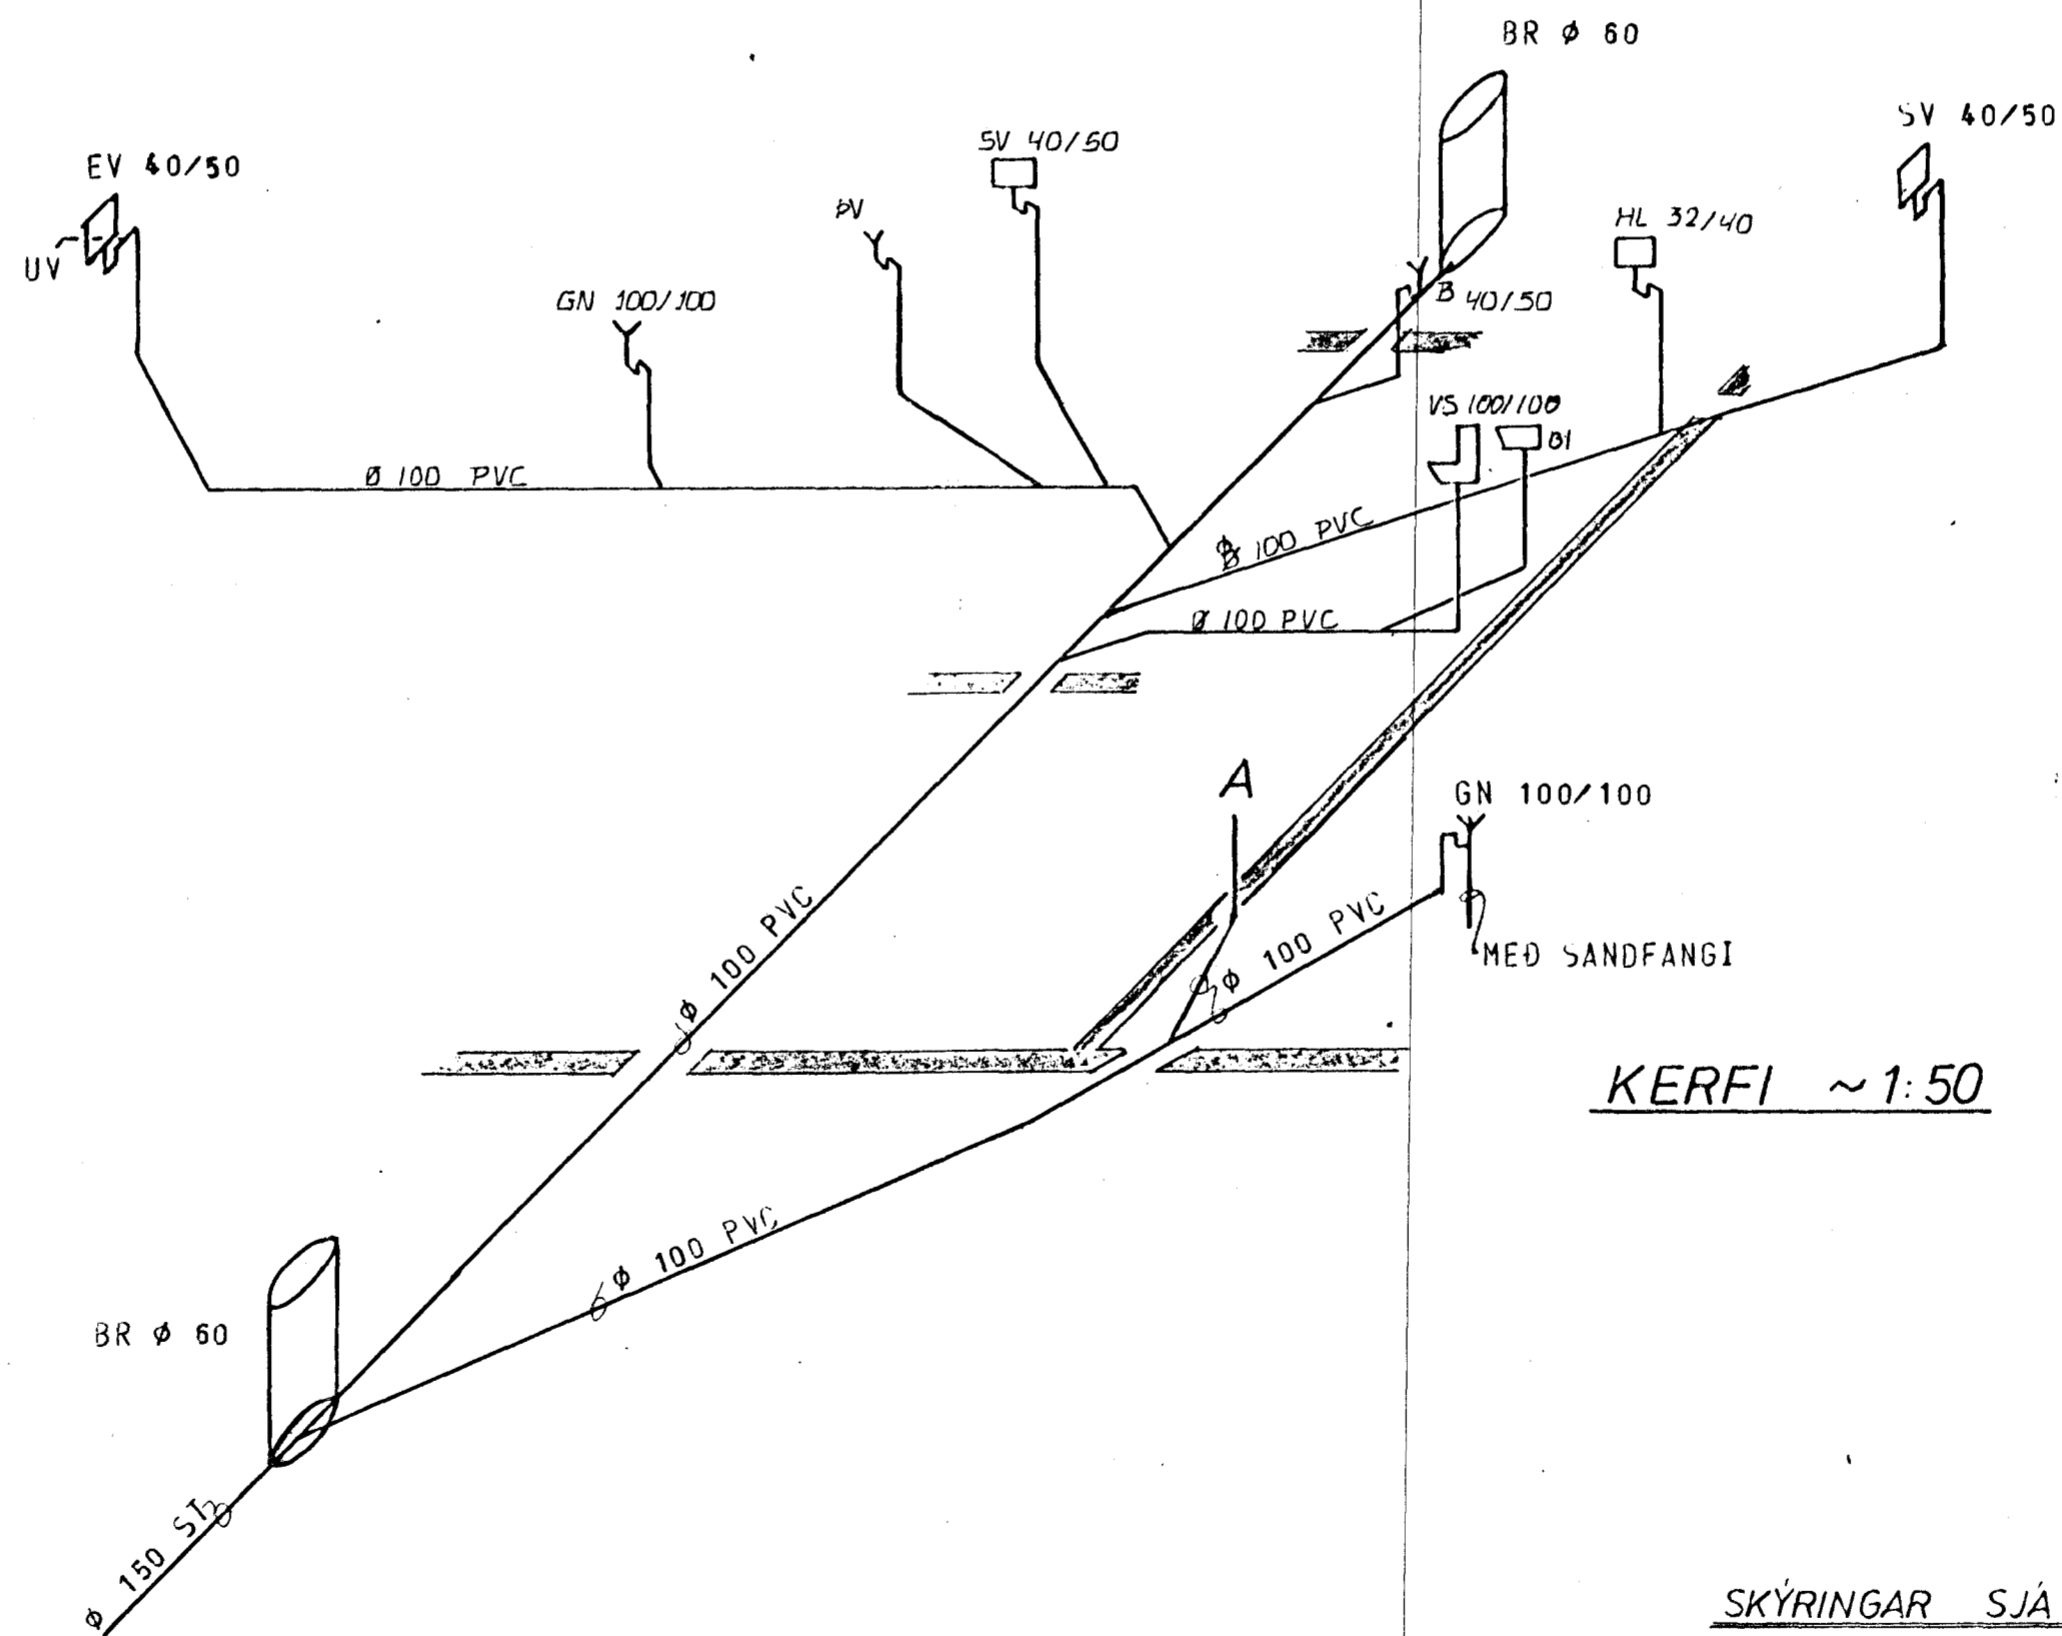 BR ϕ 60
SV 40/50
EV 40/50
SV 40/50
ÞV
HL 32/40
UV
GN 100/100
B 40/50
VS 100/100
B1
Ø 100 PVC
ϕ 100 PVC
Ø 100 PVC
A
GN 100/100
ϕ 100 PVC
ϕ 100 PVC
MEÐ SANDFANGI
KERFI ~1:50
ϕ 100 PVC
BR ϕ 60
ϕ 150 ST
SKÝRINGAR SJÁ